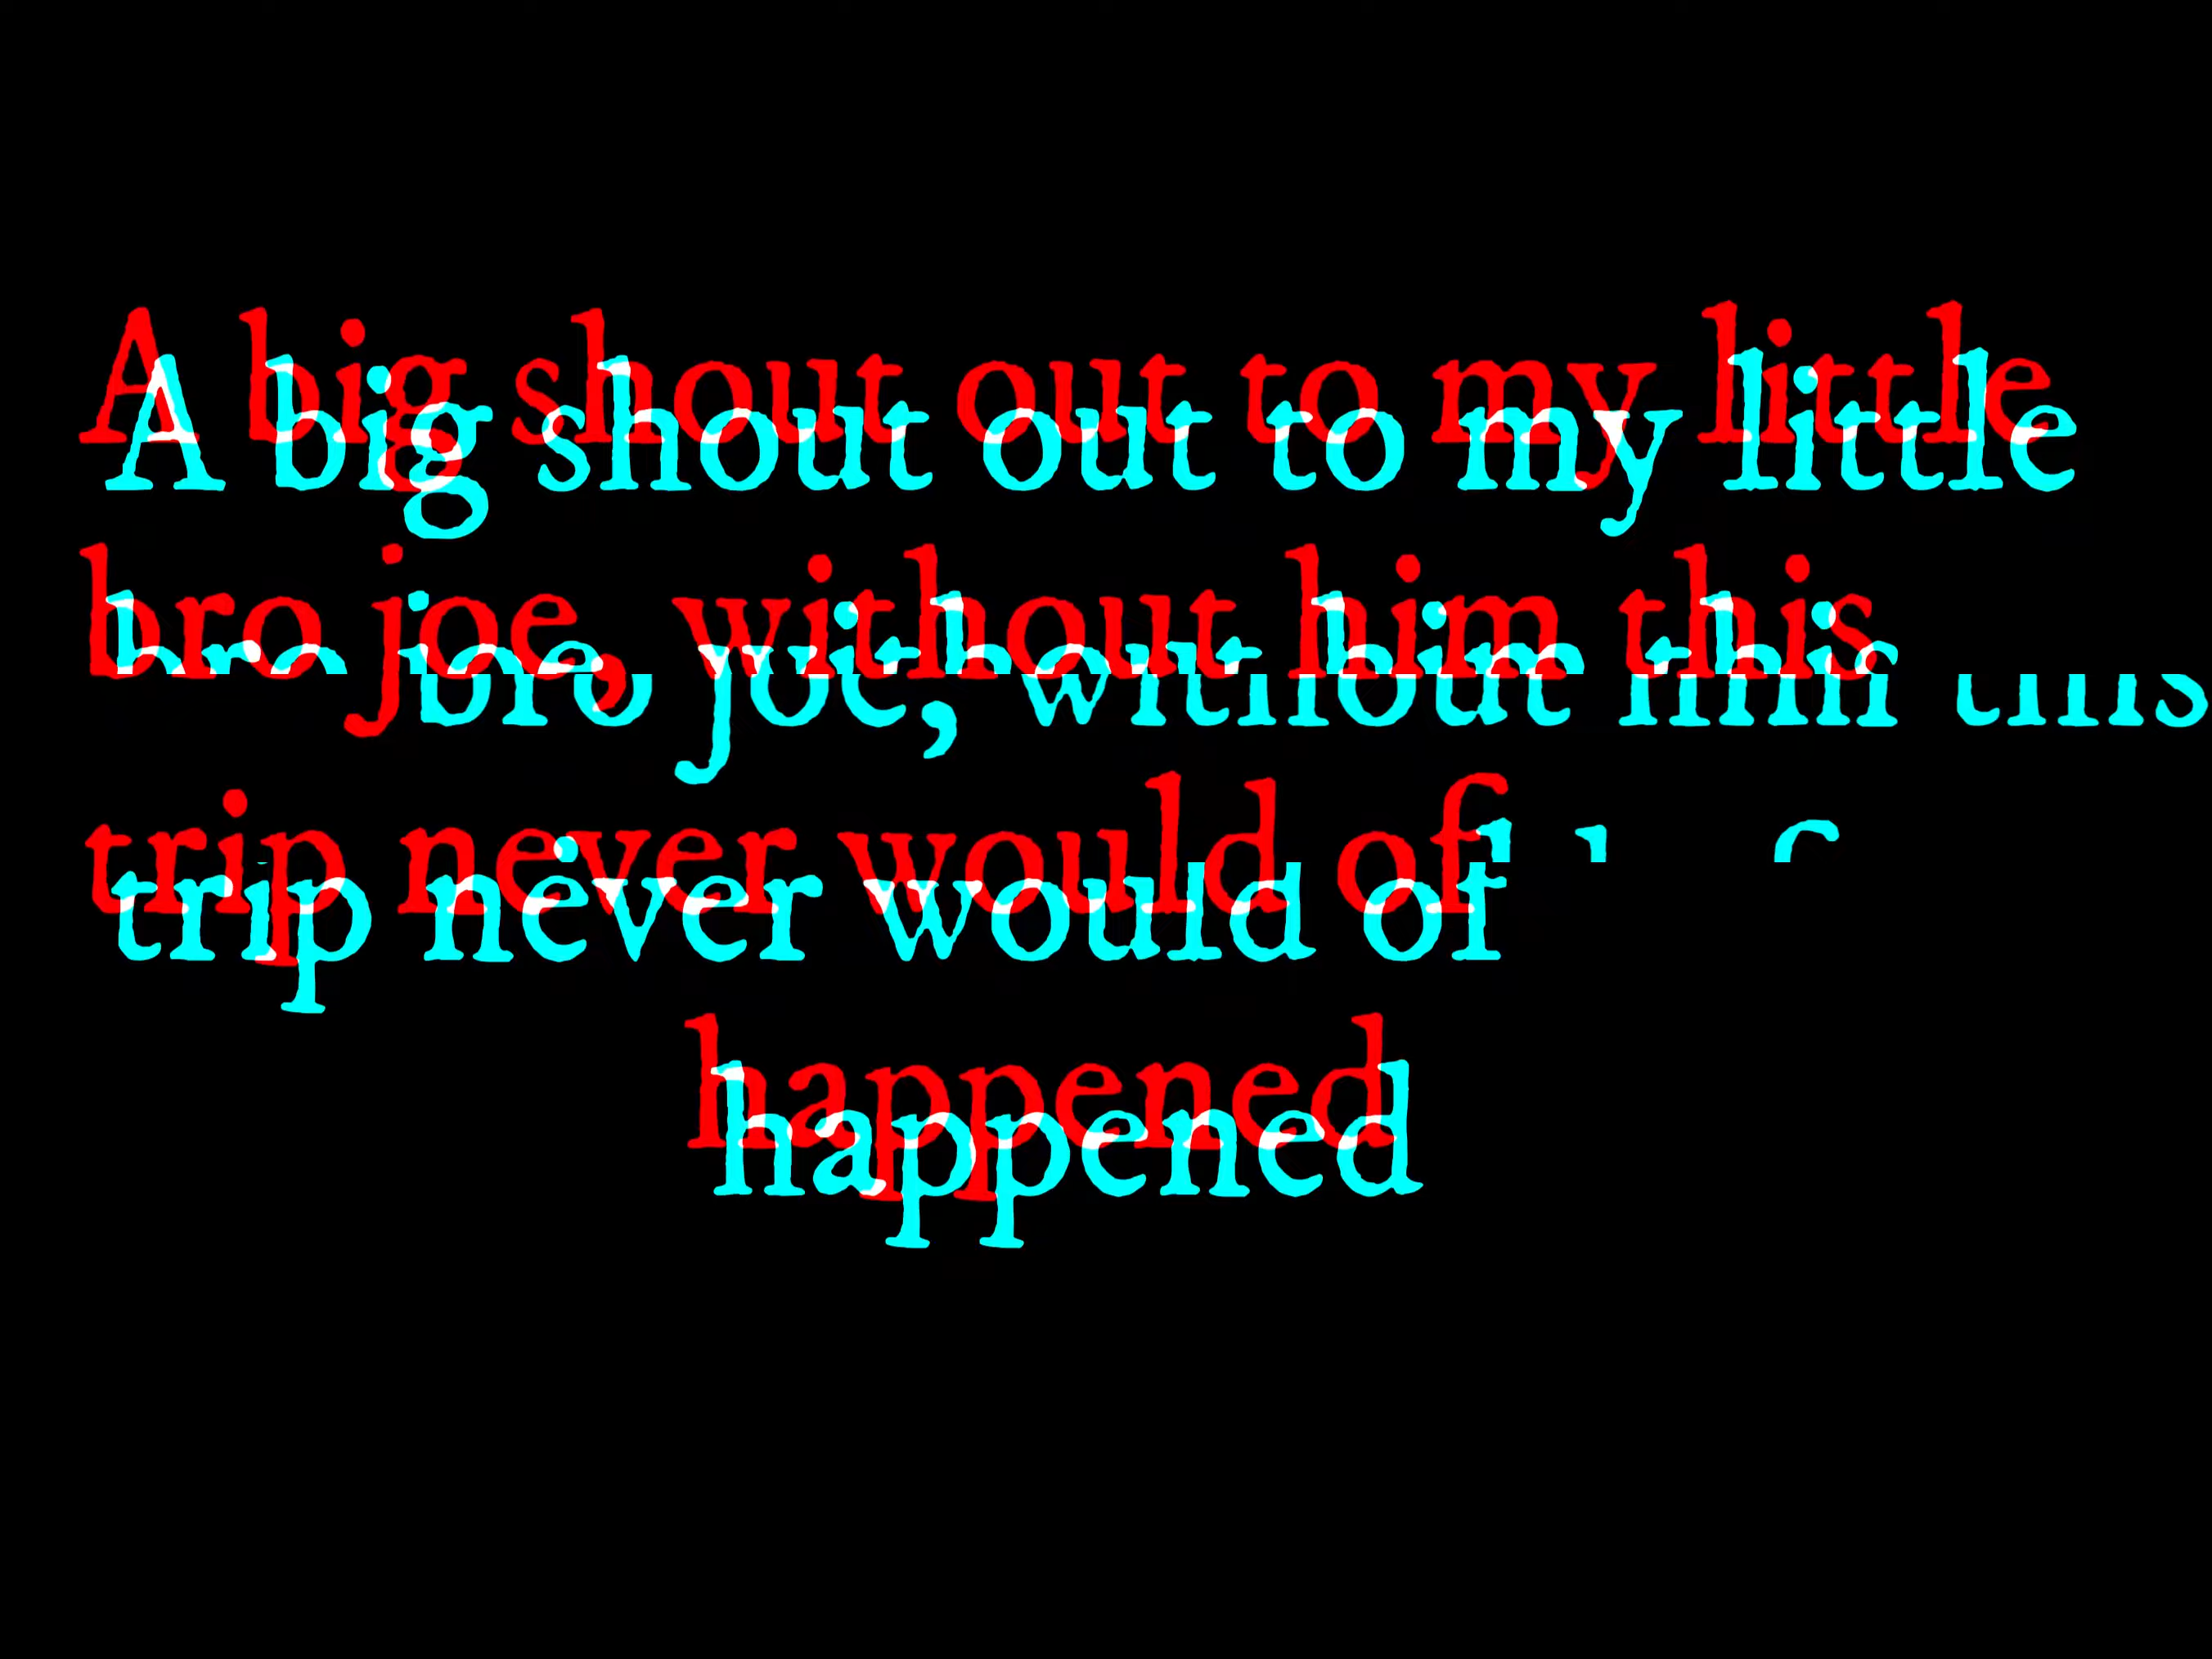 A big shout out to my little
bro joe, without him this
trip never would of
happened